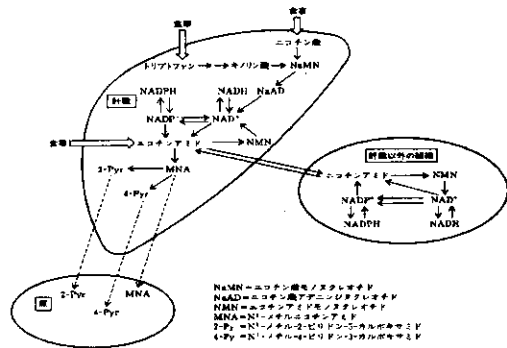 食事
食事
ニコチン酸
トリプトファン
キノリン酸
NaMN
NADPH
NADH
NaAD
肝臓
NADP⁺
NAD⁺
食事
ニコチンアミド
NMN
肝臓以外の組織
2-Pyr
MNA
4-Pyr
ニコチンアミド
NMN
NADP⁺
NAD⁺
NADPH
NADH
尿
2-Pyr
MNA
4-Pyr
NaMN=ニコチン酸モノヌクレオチド
NaAD=ニコチン酸アデニンジヌクレオチド
NMN=ニコチンアミドモノヌクレオチド
MNA=N¹-メチルニコチンアミド
2-Py =N¹-メチル-2-ピリドン-5-カルボキサミド
4-Py =N¹-メチル-4-ピリドン-3-カルボキサミド